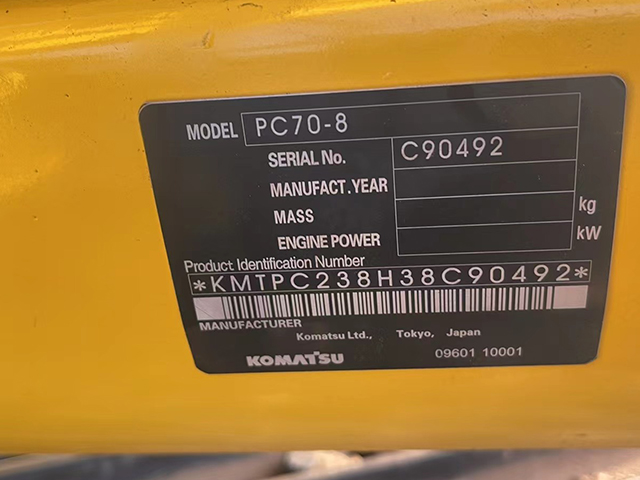 MODEL PC70-8
SERIAL No. C90492
MANUFACT.YEAR
MASS kg
ENGINE POWER kW
Product Identification Number
*KMTPC238H38C90492*
MANUFACTURER
Komatsu Ltd., Tokyo, Japan
KOMATSU 09601 10001